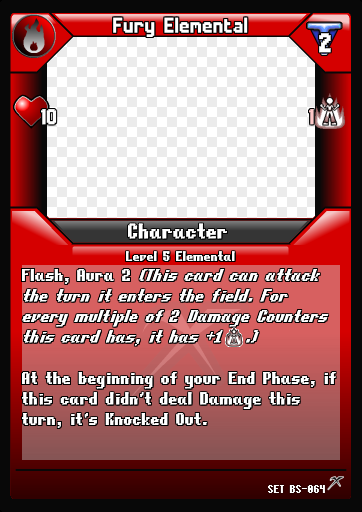 Fury Elemental
2
10
1
Character
Level 5 Elemental
Flash, Aura 2 (This card can attack
the turn it enters the field. For
every multiple of 2 Damage Counters
this card has, it has +1 .)
At the beginning of your End Phase, if
this card didn't deal Damage this
turn, it's Knocked Out.
SET BS-064